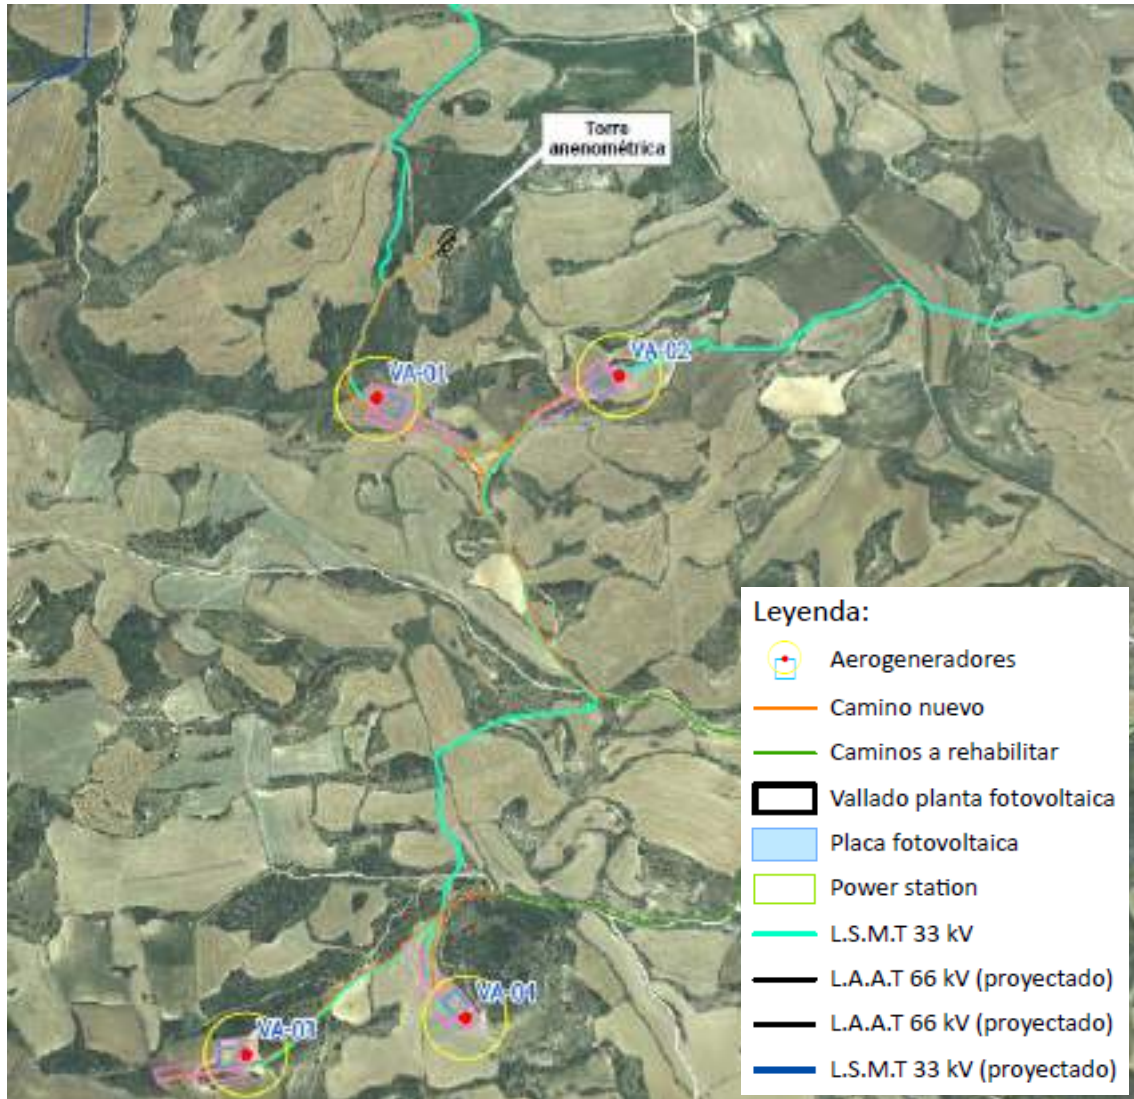 Torre
anenométrica
VA-02
VA-01
Leyenda:
Aerogeneradores
Camino nuevo
Caminos a rehabilitar
Vallado planta fotovoltaica
Placa fotovoltaica
Power station
L.S.M.T 33 kV
L.A.A.T 66 kV (proyectado)
L.A.A.T 66 kV (proyectado)
L.S.M.T 33 kV (proyectado)
VA-04
VA-03